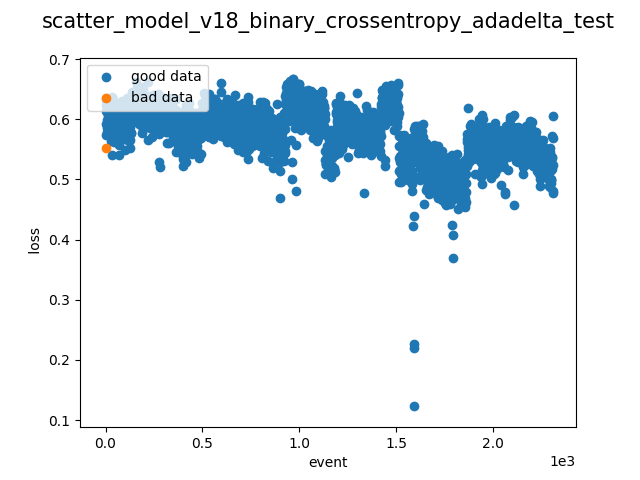 scatter_model_v18_binary_crossentropy_adadelta_test
good data
bad data
0.7
0.6
0.5
0.4
0.3
0.2
0.1
loss
0.0 0.5 1.0 1.5 2.0
1e3
event